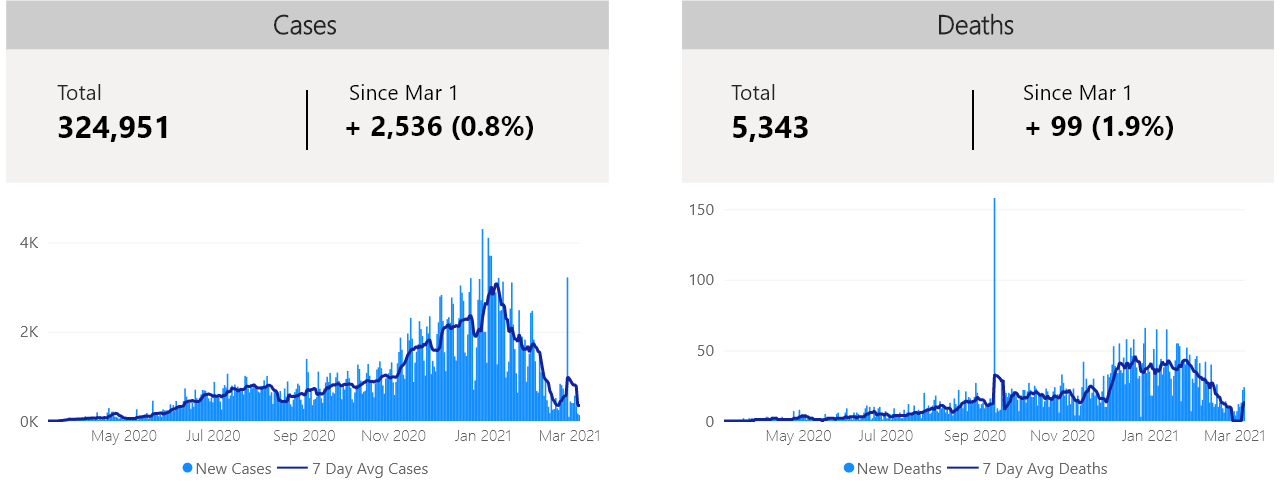 Cases
Total
Since Mar 1
324,951
+ 2,536 (0.8%)
4K
2K
0K
May 2020 Jul 2020 Sep 2020 Nov 2020 Jan 2021 Mar 2021
New Cases 7 Day Avg Cases
Deaths
Total
Since Mar 1
5,343
+ 99 (1.9%)
150
100
50
0
May 2020 Jul 2020 Sep 2020 Nov 2020 Jan 2021 Mar 2021
New Deaths 7 Day Avg Deaths